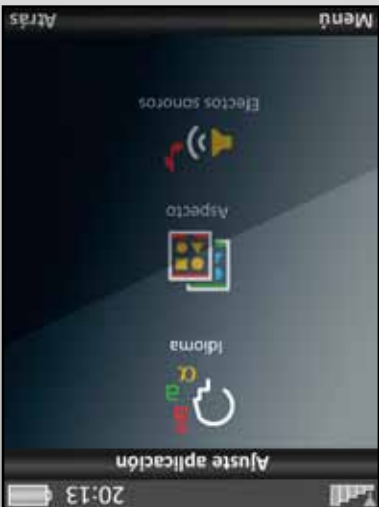 20:13
Ajuste aplicación
Idioma
Aspecto
Efectos sonoros
Menú Atrás